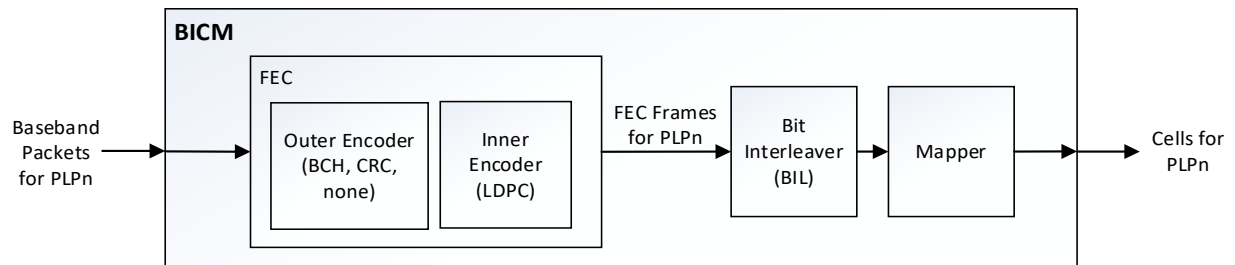 BICM
FEC
Baseband
Packets
for PLPn
Outer Encoder
(BCH, CRC,
none)
Inner
Encoder
(LDPC)
FEC Frames
for PLPn
Bit
Interleaver
(BIL)
Mapper
Cells for
PLPn